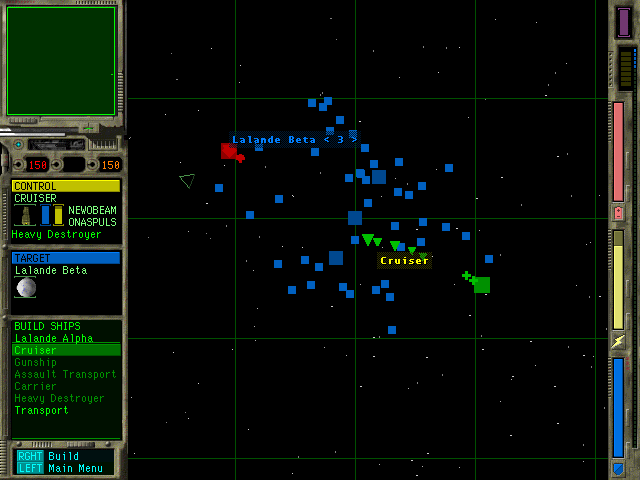 Lalande Beta < 3 >
150 150
CONTROL
CRUISER
NEWOBEAM
ONASPULS
Heavy Destroyer
TARGET
Lalande Beta
Cruiser
BUILD SHIPS
Lalande Alpha
Cruiser
Gunship
Assault Transport
Carrier
Heavy Destroyer
Transport
RGHT Build
LEFT Main Menu